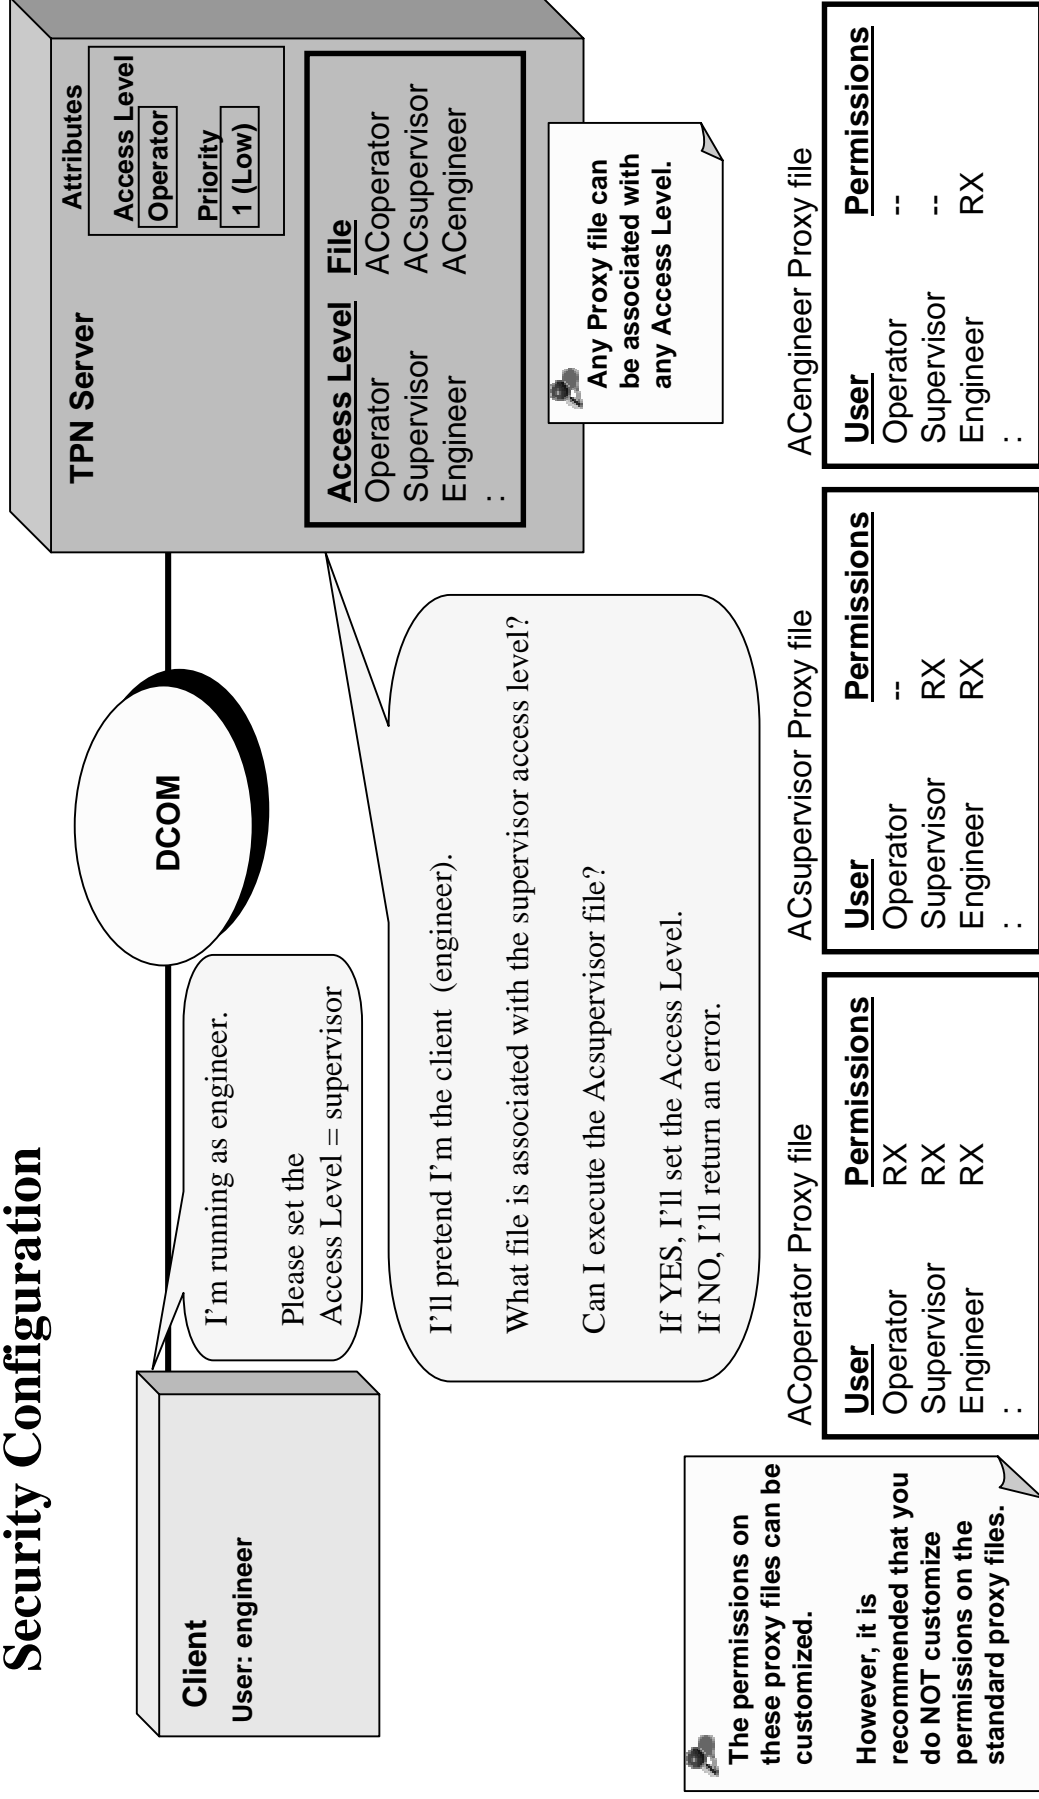 Security Configuration
Client
User: engineer
I'm running as engineer.
Please set the
Access Level = supervisor
DCOM
TPN Server
Attributes
Access Level
Operator
Priority
1 (Low)
Access Level File
Operator ACoperator
Supervisor ACsupervisor
Engineer ACengineer
:
I'll pretend I'm the client (engineer).
What file is associated with the supervisor access level?
Can I execute the Acsupervisor file?
If YES, I'll set the Access Level.
If NO, I'll return an error.
Any Proxy file can
be associated with
any Access Level.
The permissions on
these proxy files can be
customized.
However, it is
recommended that you
do NOT customize
permissions on the
standard proxy files.
ACoperator Proxy file
User Permissions
Operator RX
Supervisor RX
Engineer RX
:
ACsupervisor Proxy file
User Permissions
Operator --
Supervisor RX
Engineer RX
:
ACengineer Proxy file
User Permissions
Operator --
Supervisor --
Engineer RX
: